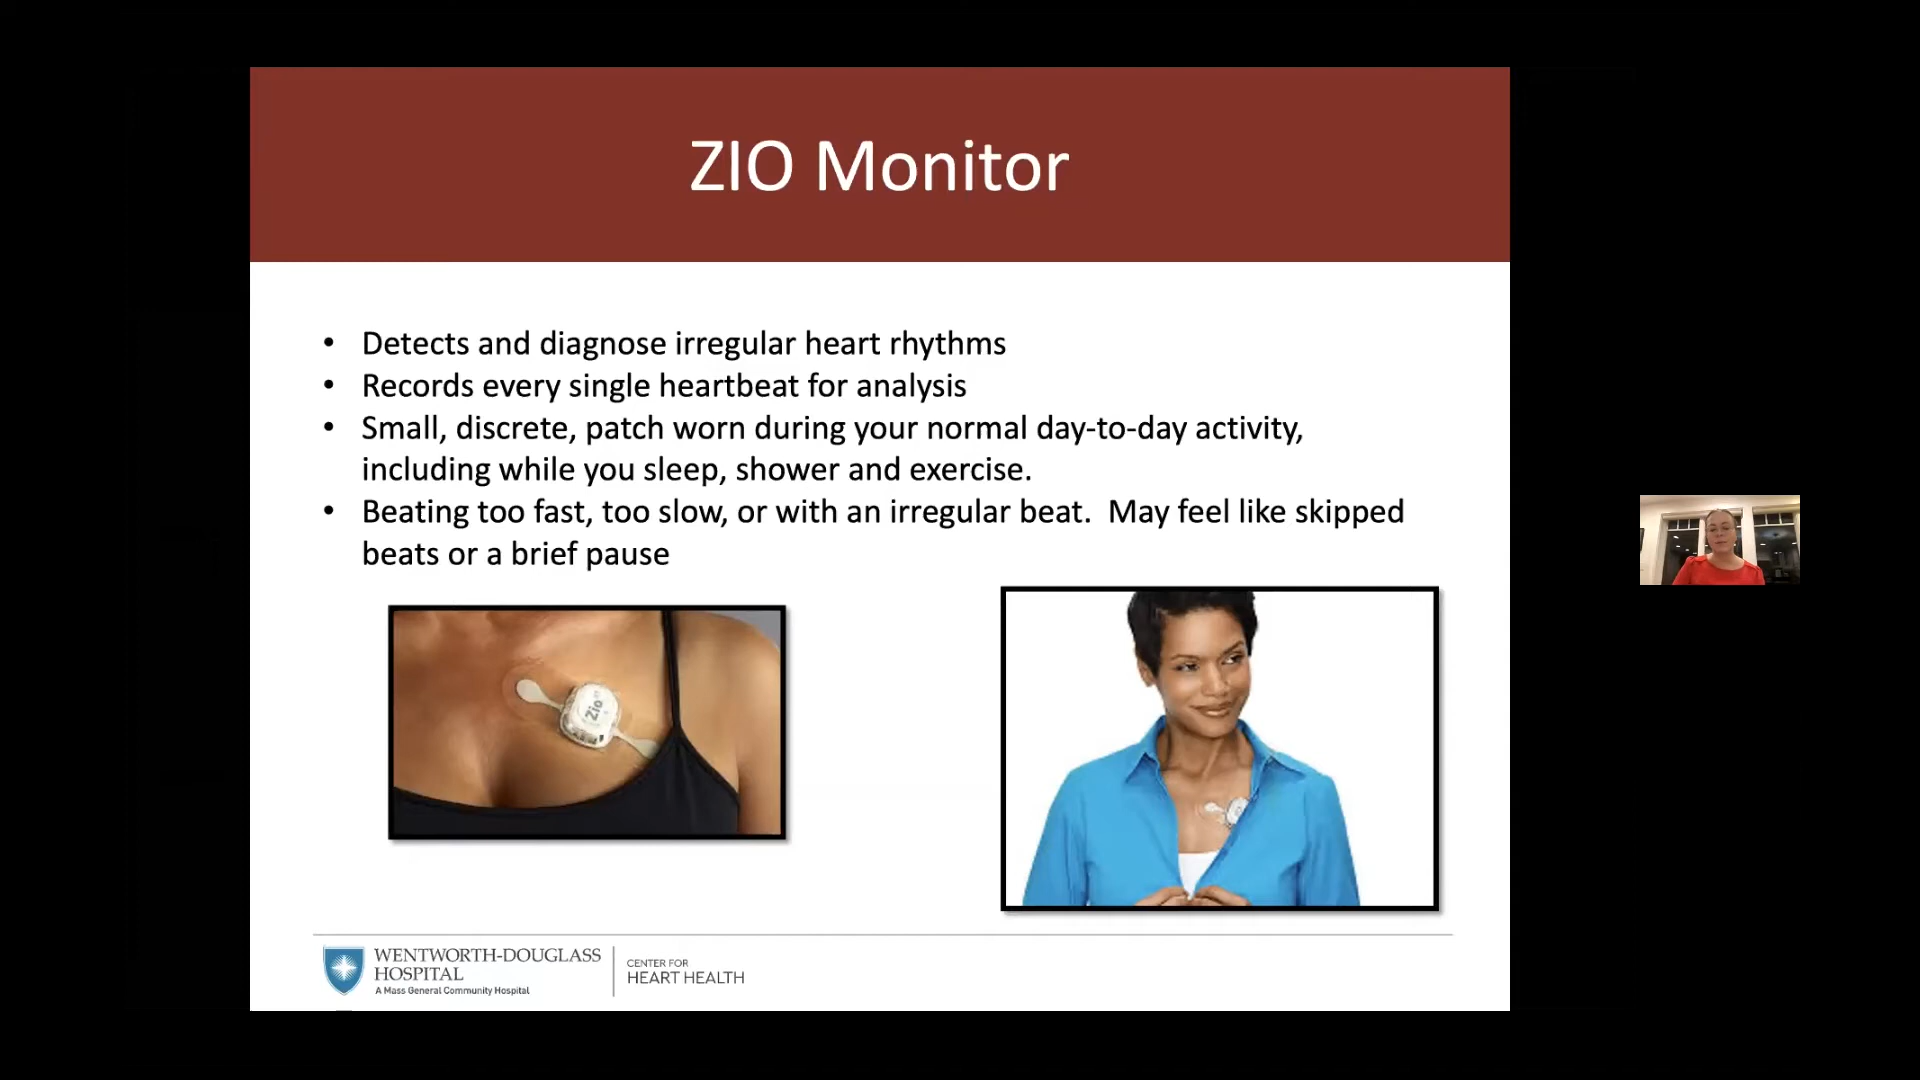 ZIO Monitor
• Detects and diagnose irregular heart rhythms
• Records every single heartbeat for analysis
• Small, discrete, patch worn during your normal day-to-day activity,
including while you sleep, shower and exercise.
• Beating too fast, too slow, or with an irregular beat.  May feel like skipped
beats or a brief pause
Zio
WENTWORTH-DOUGLASS
HOSPITAL
A Mass General Community Hospital
CENTER FOR
HEART HEALTH